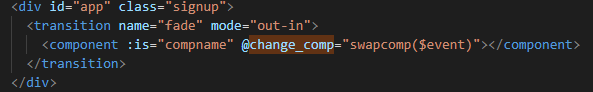 <div id="app" class="signup">
<transition name="fade" mode="out-in">
<component :is="compname" @change_comp="swapcomp($event)"></component>
</transition>
</div>